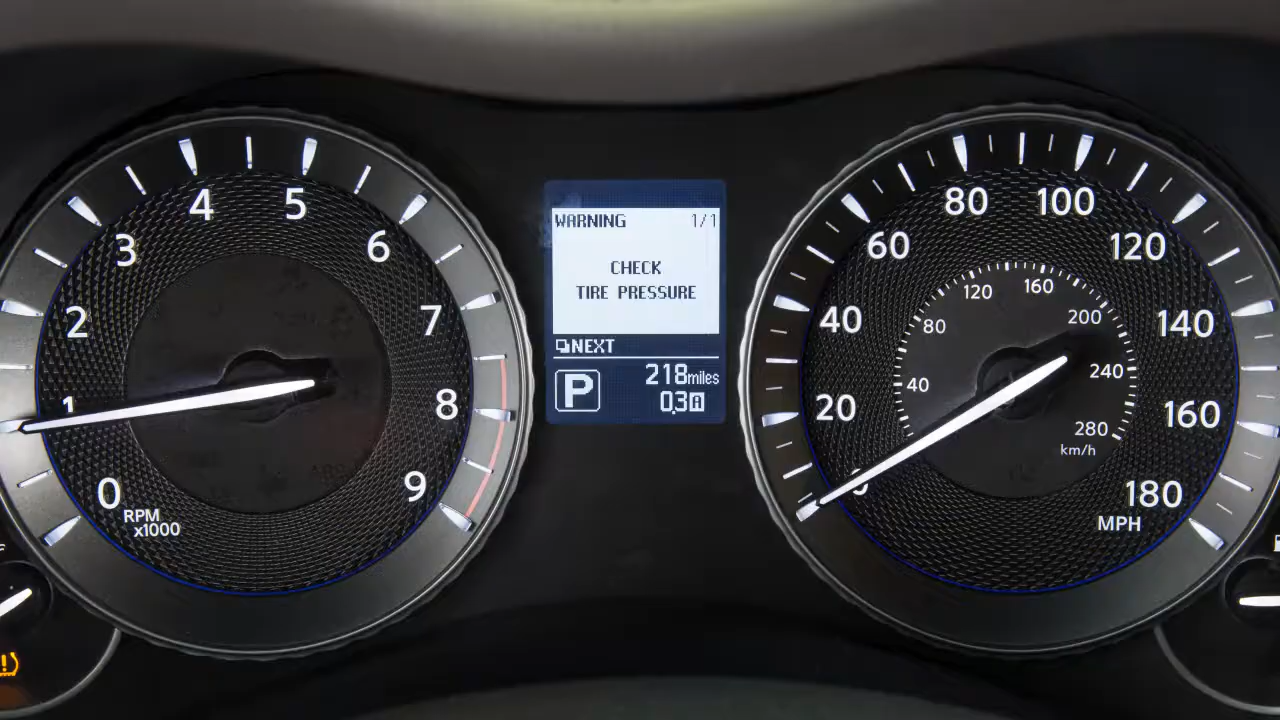 0
1
2
3
4
5
6
7
8
9
RPM
x1000
WARNING 1/1
CHECK
TIRE PRESSURE
NEXT
P
218miles
0.3
0
20
40
60
80
100
120
140
160
180
MPH
40
80
120
160
200
240
280
km/h